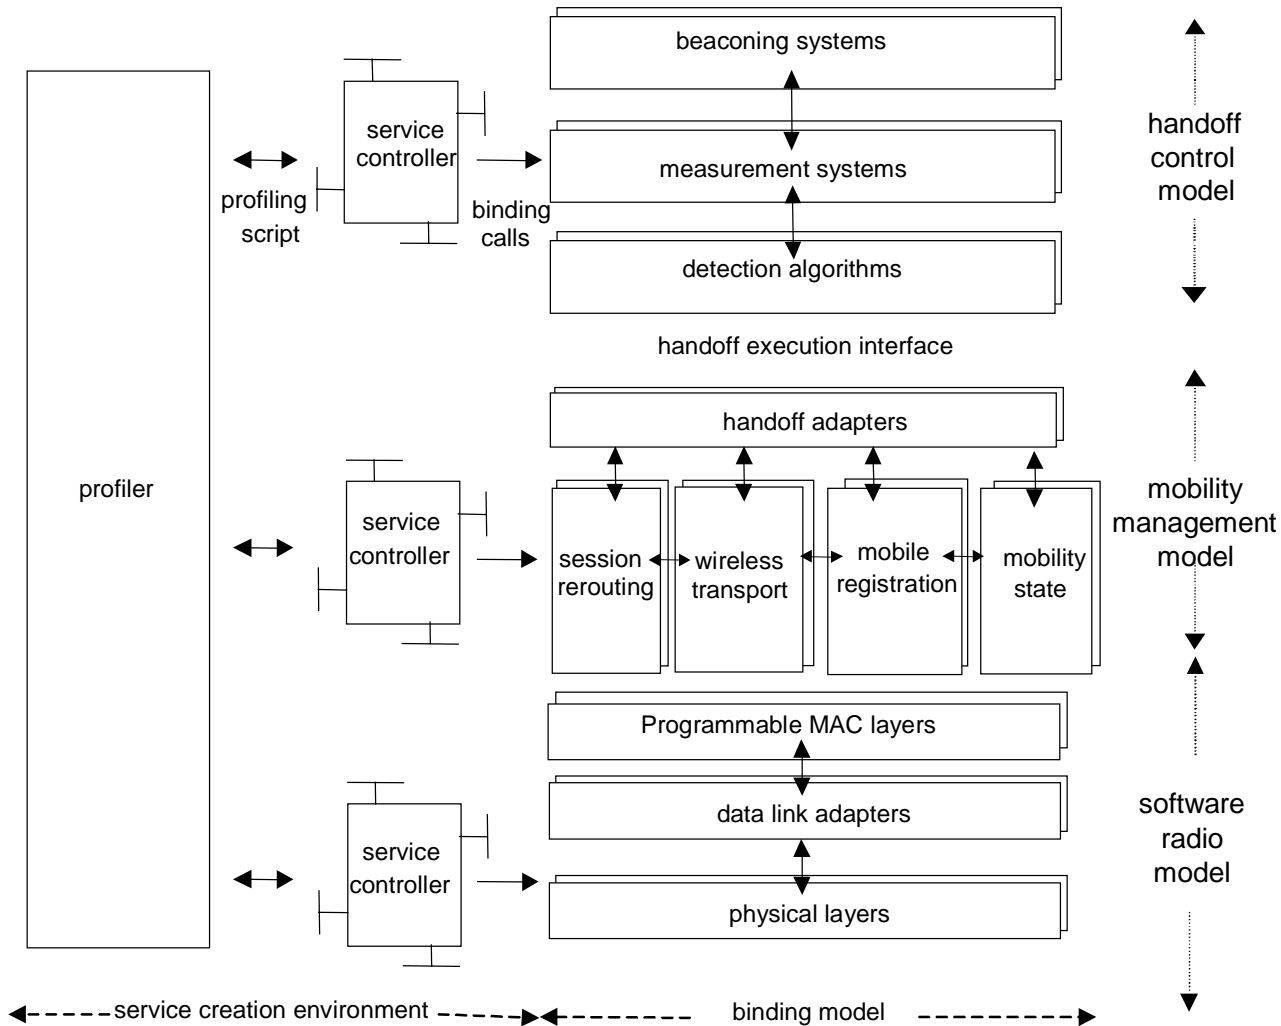 beaconing systems
service
controller
measurement systems
handoff
control
model
profiling
script
binding
calls
detection algorithms
handoff execution interface
handoff adapters
profiler
service
controller
session
rerouting
wireless
transport
mobile
registration
mobility
state
mobility
management
model
Programmable MAC layers
data link adapters
service
controller
physical layers
software
radio
model
service creation environment
binding model